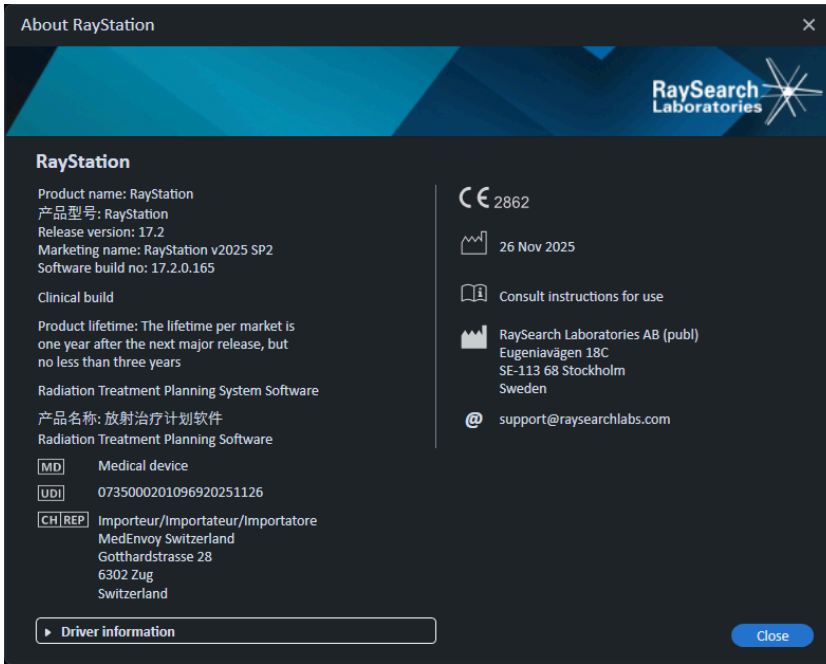 About RayStation
RaySearch
Laboratories
RayStation
Product name: RayStation
产品型号: RayStation
Release version: 17.2
Marketing name: RayStation v2025 SP2
Software build no: 17.2.0.165
Clinical build
Product lifetime: The lifetime per market is
one year after the next major release, but
no less than three years
Radiation Treatment Planning System Software
产品名称: 放射治疗计划软件
Radiation Treatment Planning Software
MD Medical device
UDI 0735000201096920251126
CH REP Importeur/Importateur/Importatore
MedEnvoy Switzerland
Gotthardstrasse 28
6302 Zug
Switzerland
Driver information
CE 2862
26 Nov 2025
Consult instructions for use
RaySearch Laboratories AB (publ)
Eugeniavägen 18C
SE-113 68 Stockholm
Sweden
@ support@raysearchlabs.com
Close